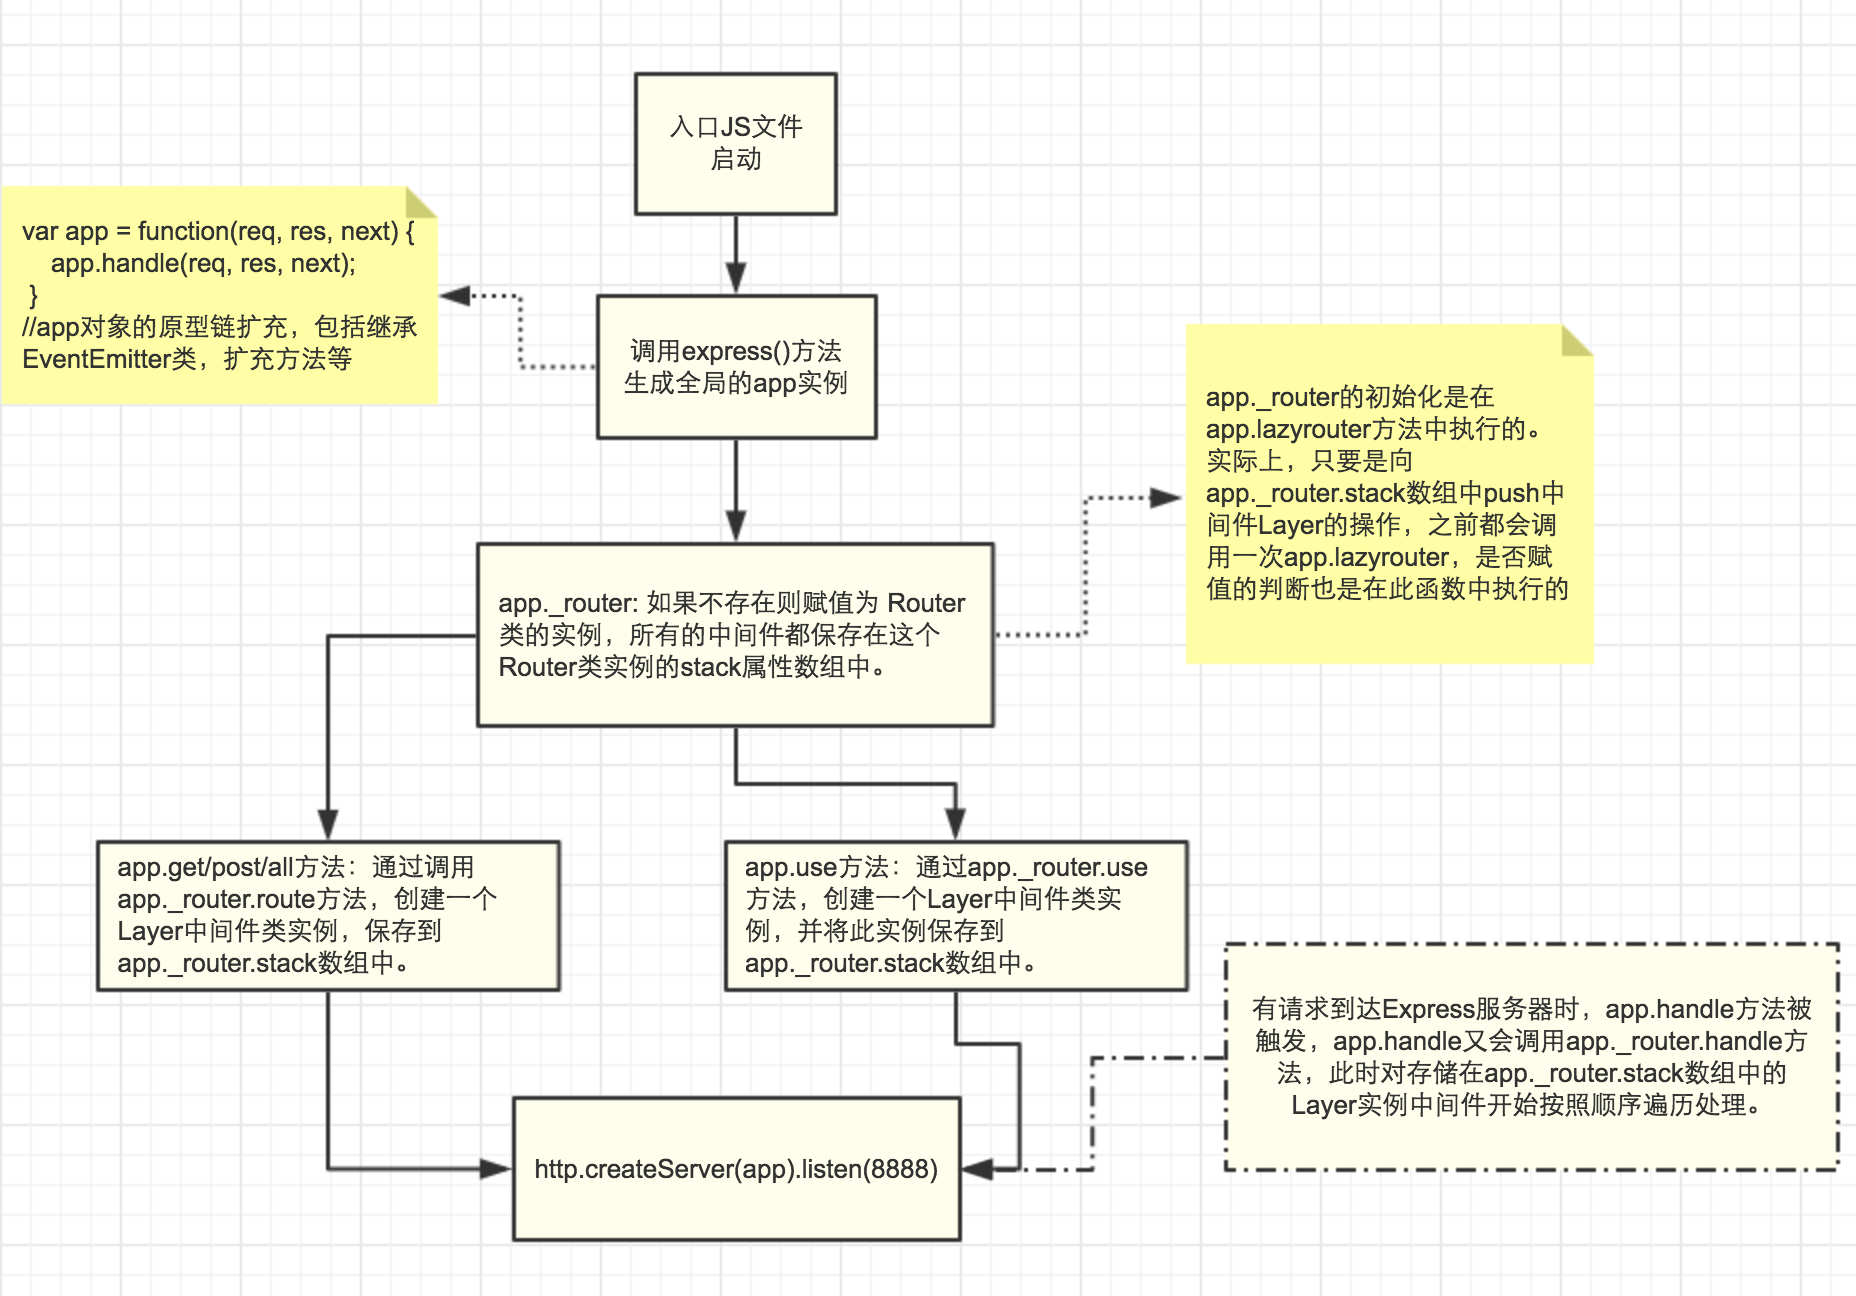 入口JS文件
启动
var app = function(req, res, next) {
app.handle(req, res, next);
}
//app对象的原型链扩充，包括继承
EventEmitter类，扩充方法等
调用express()方法
生成全局的app实例
app._router的初始化是在
app.lazyrouter方法中执行的。
实际上，只要是向
app._router.stack数组中push中
间件Layer的操作，之前都会调
用一次app.lazyrouter，是否赋
值的判断也是在此函数中执行的
app._router: 如果不存在则赋值为 Router
类的实例，所有的中间件都保存在这个
Router类实例的stack属性数组中。
app.get/post/all方法：通过调用
app._router.route方法，创建一个
Layer中间件类实例，保存到
app._router.stack数组中。
app.use方法：通过app._router.use
方法，创建一个Layer中间件类实
例，并将此实例保存到
app._router.stack数组中。
有请求到达Express服务器时，app.handle方法被
触发，app.handle又会调用app._router.handle方
法，此时对存储在app._router.stack数组中的
Layer实例中间件开始按照顺序遍历处理。
http.createServer(app).listen(8888)